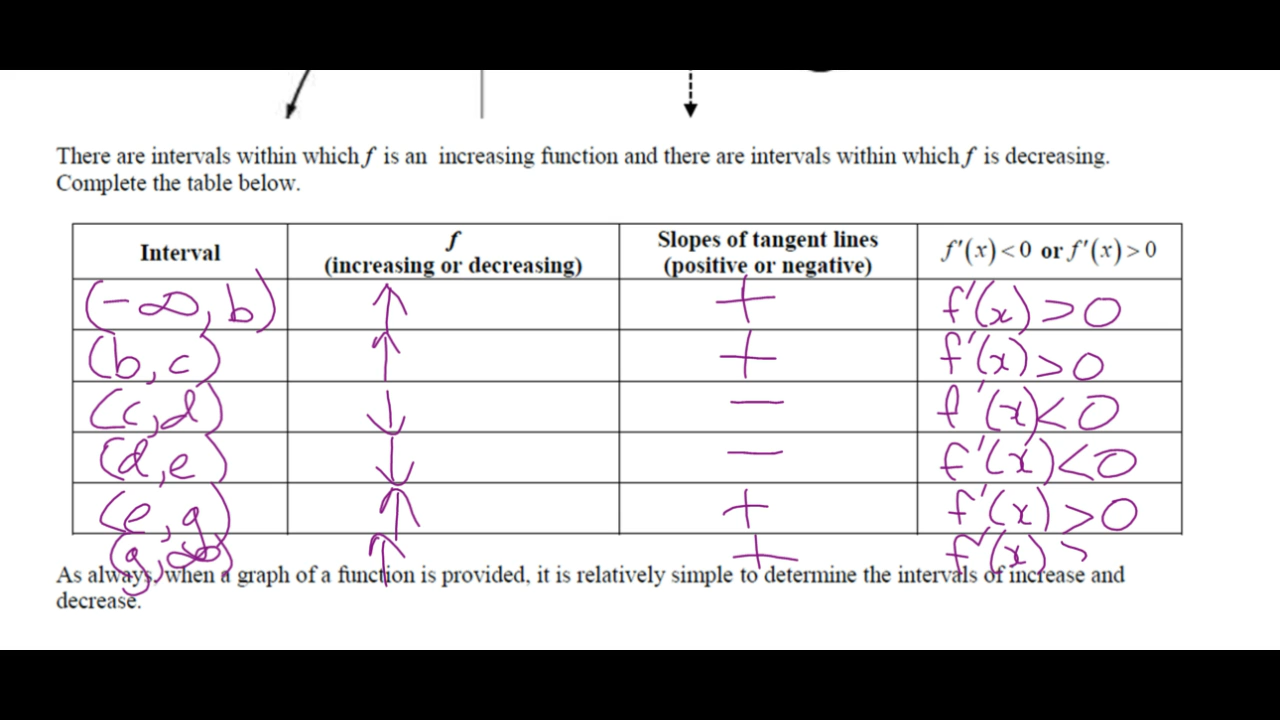 There are intervals within which f is an increasing function and there are intervals within which f is decreasing.
Complete the table below.
Interval f (increasing or decreasing) Slopes of tangent lines (positive or negative) f'(x)<0 or f'(x)>0
(-∞, b) ↑ + f'(x) > 0
(b, c) ↑ + f'(x) > 0
(c, d) ↓ − f'(x) < 0
(d, e) ↓ − f'(x) < 0
(e, g) ↑ + f'(x) > 0
(g, ∞) ↑ + f'(x) >
As always, when a graph of a function is provided, it is relatively simple to determine the intervals of increase and
decrease.